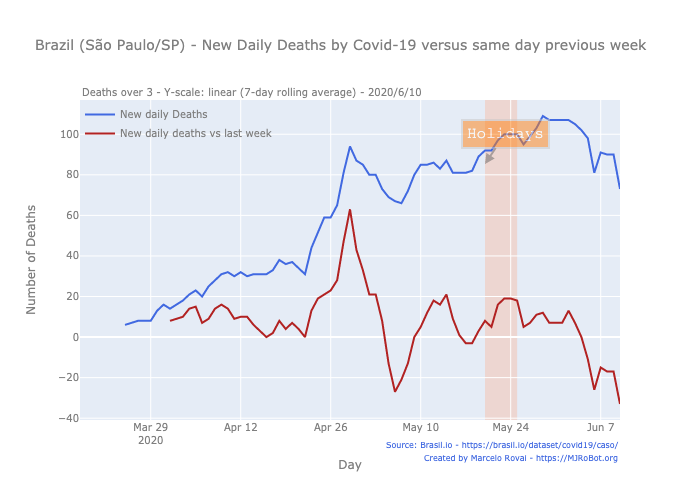 Brazil (São Paulo/SP) - New Daily Deaths by Covid-19 versus same day previous week
Deaths over 3 - Y-scale: linear (7-day rolling average) - 2020/6/10
New daily Deaths
New daily deaths vs last week
Holidays
100
80
60
40
20
0
−20
−40
Number of Deaths
Mar 29
2020
Apr 12
Apr 26
May 10
May 24
Jun 7
Day
Source: Brasil.io - https://brasil.io/dataset/covid19/caso/
Created by Marcelo Rovai - https://MJRoBot.org